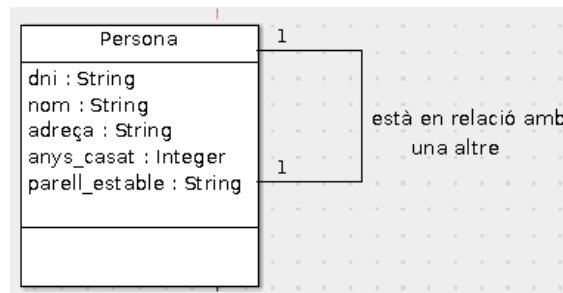 Persona
dni : String
nom : String
adreça : String
anys_casat : Integer
parell_estable : String
1
està en relació amb
una altre
1